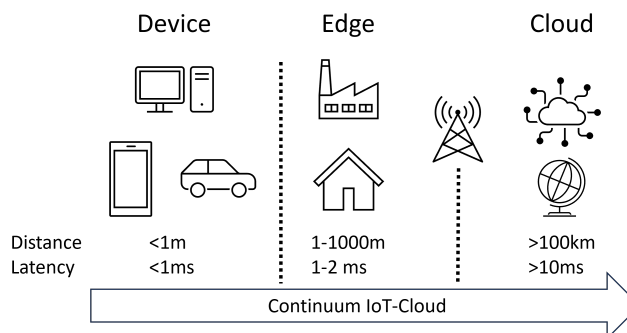 Device Edge Cloud
Distance <1m 1-1000m >100km
Latency <1ms 1-2 ms >10ms
Continuum IoT-Cloud